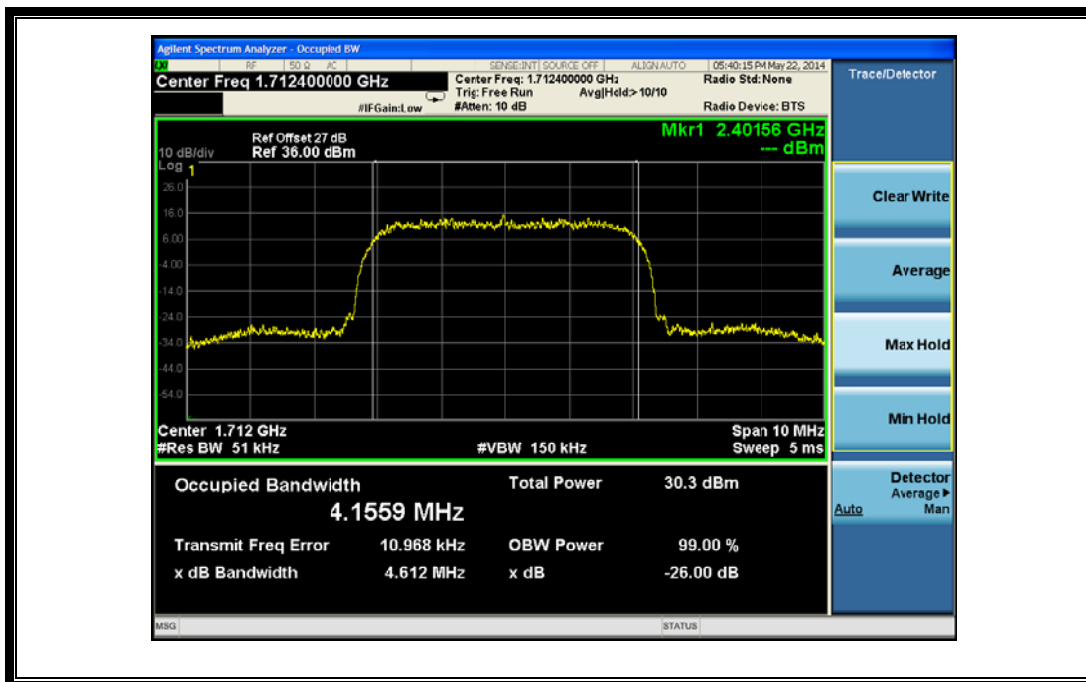 Agilent Spectrum Analyzer - Occupied BW
LXI RF 50 Ω AC SENSE:INT SOURCE OFF ALIGN AUTO 05:40:15 PM May 22, 2014
Center Freq 1.712400000 GHz
Center Freq: 1.712400000 GHz
Radio Std: None
Trig: Free Run Avg|Hold:>10/10
#IFGain:Low #Atten: 10 dB Radio Device: BTS
Trace/Detector
Mkr1 2.40156 GHz
--- dBm
Ref Offset 27 dB
10 dB/div Ref 36.00 dBm
Log
1
26.0
16.0
6.00
-4.00
-14.0
-24.0
-34.0
-44.0
-54.0
Center 1.712 GHz Span 10 MHz
#Res BW 51 kHz #VBW 150 kHz Sweep 5 ms
Occupied Bandwidth Total Power 30.3 dBm
4.1559 MHz
Transmit Freq Error 10.968 kHz OBW Power 99.00 %
x dB Bandwidth 4.612 MHz x dB -26.00 dB
Clear Write
Average
Max Hold
Min Hold
Detector
Average►
Auto Man
MSG STATUS